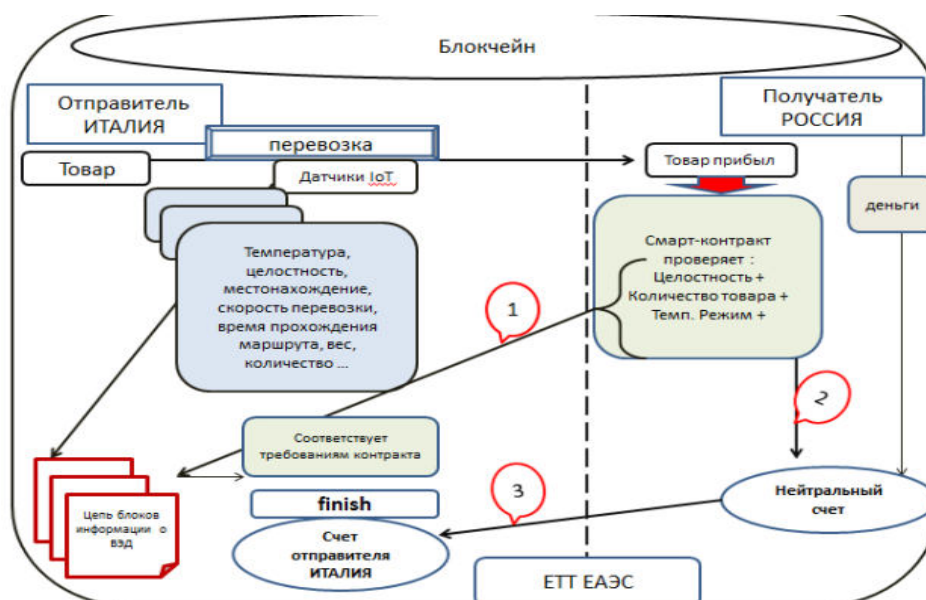 Блокчейн
Отправитель
ИТАЛИЯ
Получатель
РОССИЯ
перевозка
Товар
Датчики IoT
Товар прибыл
деньги
Температура,
целостность,
местонахождение,
скорость перевозки,
время прохождения
маршрута, вес,
количество ...
Смарт-контракт
проверяет :
Целостность +
Количество товара +
Темп. Режим +
1
2
Соответствует
требованиям контракта
3
finish
Нейтральный
счет
Цепь блоков
информации о
ВЭД
Счет
отправителя
ИТАЛИЯ
ЕТТ ЕАЭС